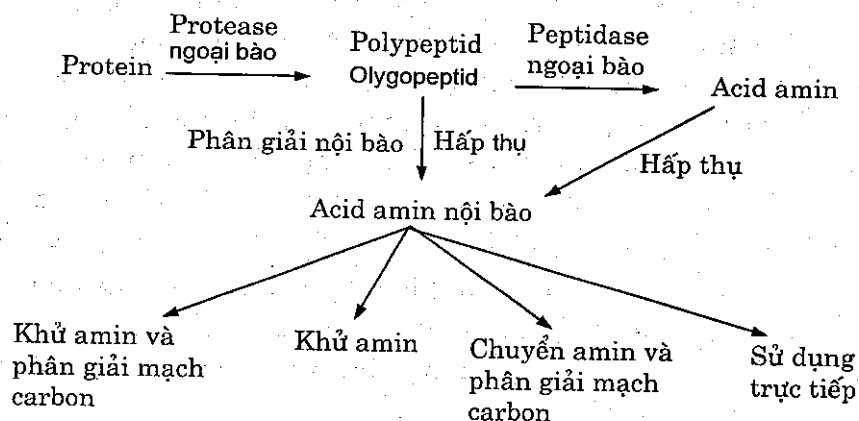 Protease
ngoại bào
Protein
Polypeptid
Olygopeptid
Peptidase
ngoại bào
Acid amin
Phân giải nội bào
Hấp thụ
Hấp thụ
Acid amin nội bào
Khử amin và
phân giải mạch
carbon
Khử amin
Chuyển amin và
phân giải mạch
carbon
Sử dụng
trực tiếp